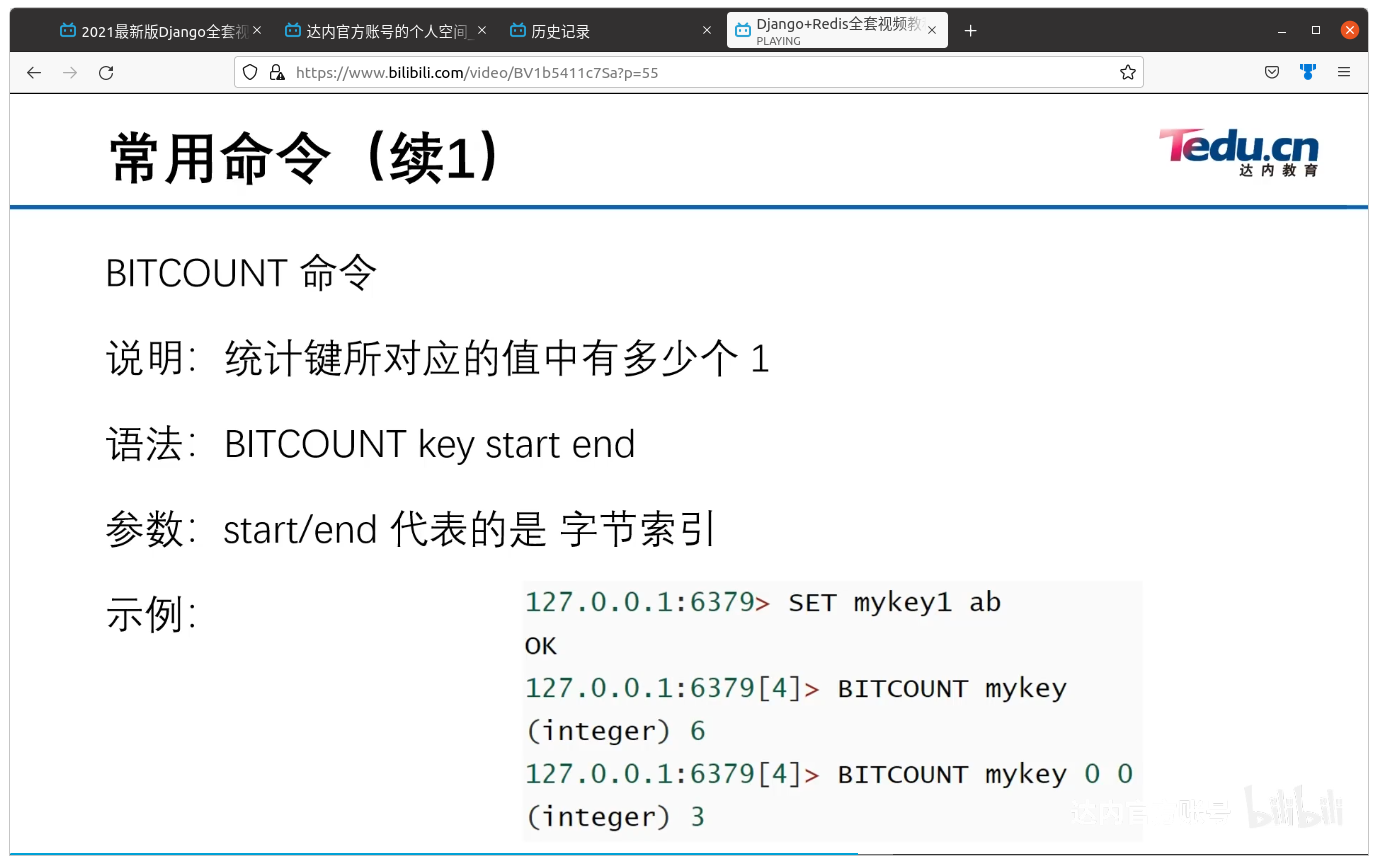 2021最新版Django全套视
达内官方账号的个人空间_
历史记录
Django+Redis全套视频教
PLAYING
https://www.bilibili.com/video/BV1b5411c7Sa?p=55
常用命令（续1）
Tedu.cn
达内教育
BITCOUNT 命令
说明：统计键所对应的值中有多少个 1
语法：BITCOUNT key start end
参数：start/end 代表的是 字节索引
示例：
127.0.0.1:6379> SET mykey1 ab
OK
127.0.0.1:6379[4]> BITCOUNT mykey
(integer) 6
127.0.0.1:6379[4]> BITCOUNT mykey 0 0
(integer) 3
达内官方账号 bilibili